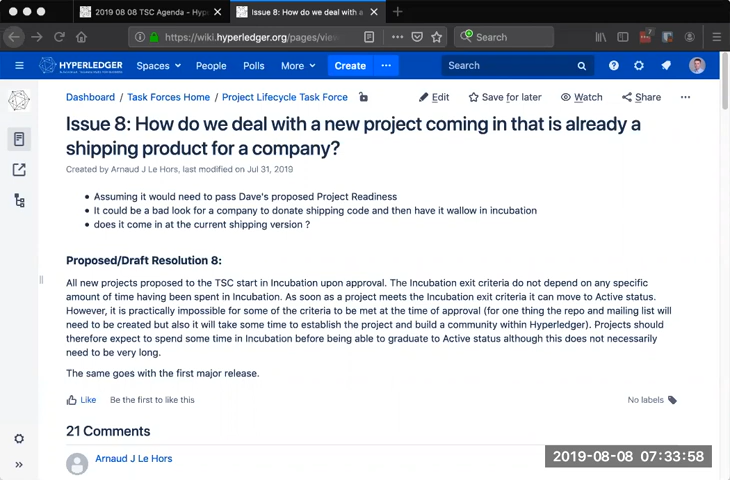 2019 08 08 TSC Agenda - Hype
Issue 8: How do we deal with a
https://wiki.hyperledger.org/pages/view
Search
HYPERLEDGER
Spaces
People
Polls
More
Create
Search
Dashboard / Task Forces Home / Project Lifecycle Task Force
Edit
Save for later
Watch
Share
Issue 8: How do we deal with a new project coming in that is already a
shipping product for a company?
Created by Arnaud J Le Hors, last modified on Jul 31, 2019
Assuming it would need to pass Dave's proposed Project Readiness
It could be a bad look for a company to donate shipping code and then have it wallow in incubation
does it come in at the current shipping version ?
Proposed/Draft Resolution 8:
All new projects proposed to the TSC start in Incubation upon approval. The Incubation exit criteria do not depend on any specific
amount of time having been spent in Incubation. As soon as a project meets the Incubation exit criteria it can move to Active status.
However, it is practically impossible for some of the criteria to be met at the time of approval (for one thing the repo and mailing list will
need to be created but also it will take some time to establish the project and build a community within Hyperledger). Projects should
therefore expect to spend some time in Incubation before being able to graduate to Active status although this does not necessarily
need to be very long.
The same goes with the first major release.
Like
Be the first to like this
No labels
21 Comments
Arnaud J Le Hors
2019-08-08 07:33:58